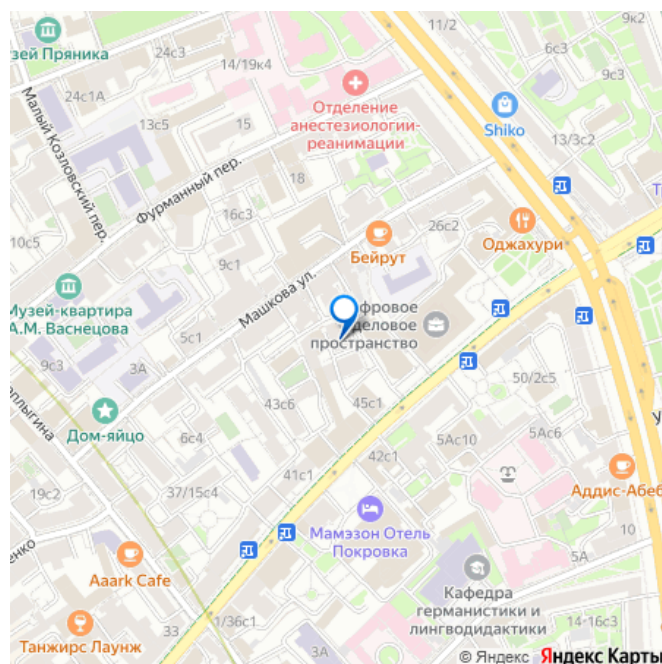 11/2
9к2
зей Пряника
6с3
14/19к4
9с3
24с1А
Отделение
анестезиологии-
реанимации
Shiko
13с5
15
13/3с2
Малый Козловский пер.
Фурманный пер.
18
16с3
26с2
Оджахури
10с5
Бейрут
9с1
Машкова ул.
Музей-квартира
А.М. Васнецова
5с1
фровое
деловое
пространство
9с3
3А
50/2с5
43с6
45с1
Дом-яйцо
6с4
5Ас10
5Ас6
42с1
41с1
37/15с4
19с2
Аддис-Абеб
Мамэзон Отель
Покровка
10
енко
5А
Aaark Cafe
Кафедра
германистики и
лингводидактики
1/36с1
33
14-16с3
Танжирс Лаунж
3А
© Яндекс Яндекс Карты